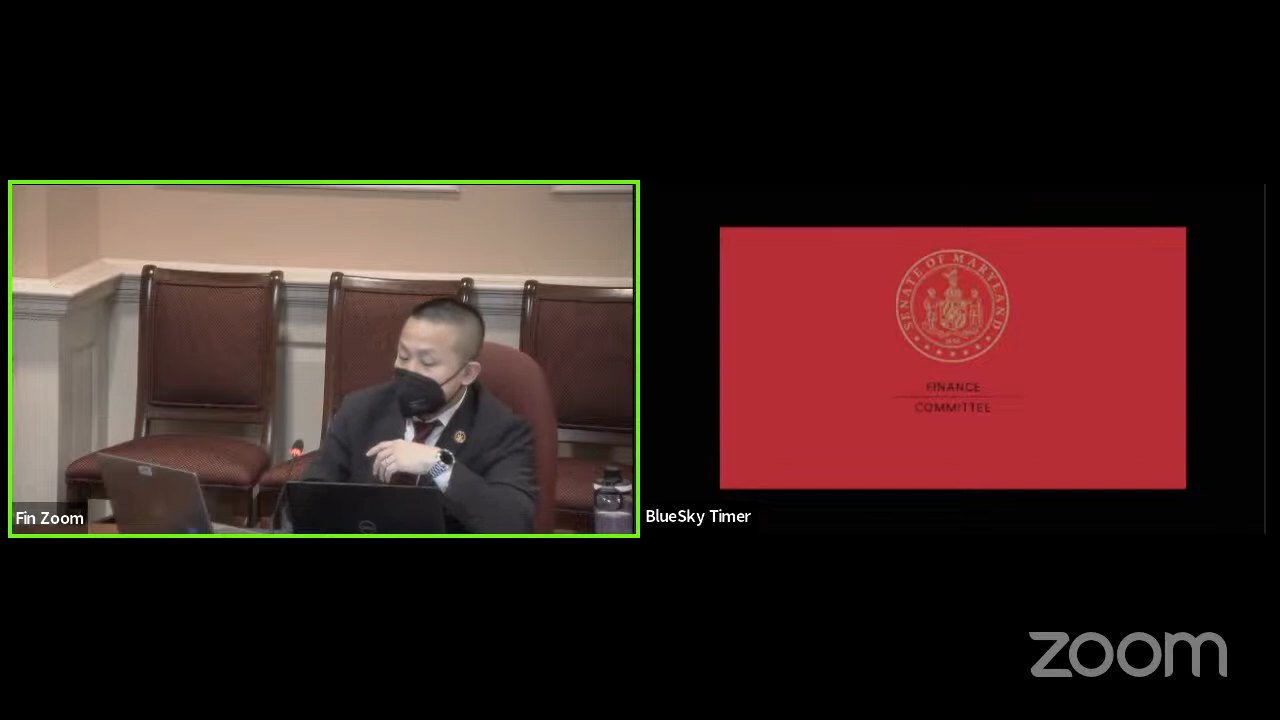 Fin Zoom
SENATE OF MARYLAND
FINANCE
COMMITTEE
BlueSky Timer
zoom